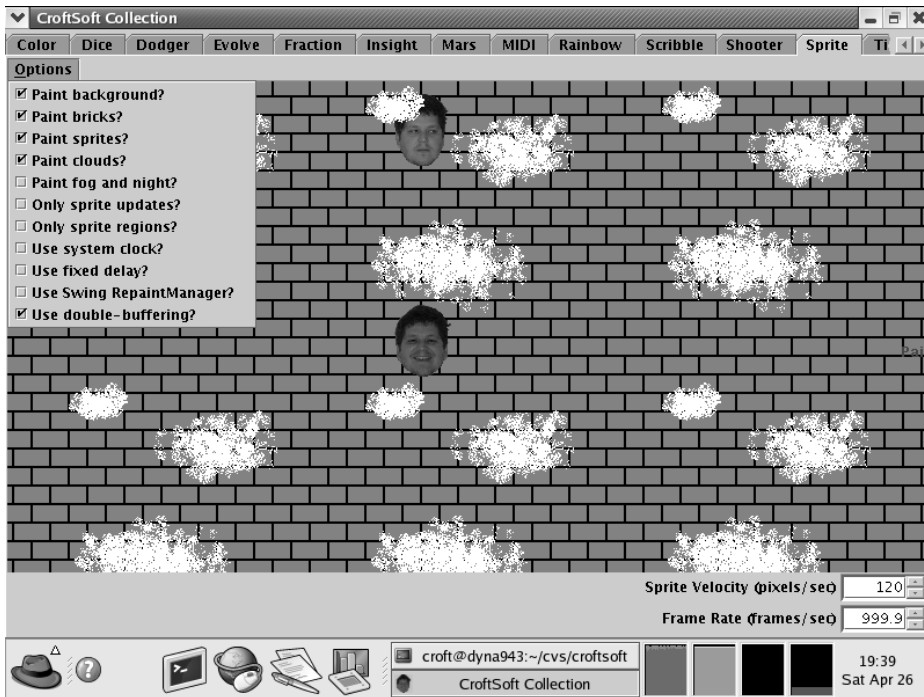 CroftSoft Collection
Color Dice Dodger Evolve Fraction Insight Mars MIDI Rainbow Scribble Shooter Sprite Ti
Options
Paint background?
Paint bricks?
Paint sprites?
Paint clouds?
Paint fog and night?
Only sprite updates?
Only sprite regions?
Use system clock?
Use fixed delay?
Use Swing RepaintManager?
Use double-buffering?
Pai
Sprite Velocity (pixels/sec) 120
Frame Rate (frames/sec) 999.9
croft@dyna943:~/cvs/croftsoft
CroftSoft Collection
19:39
Sat Apr 26